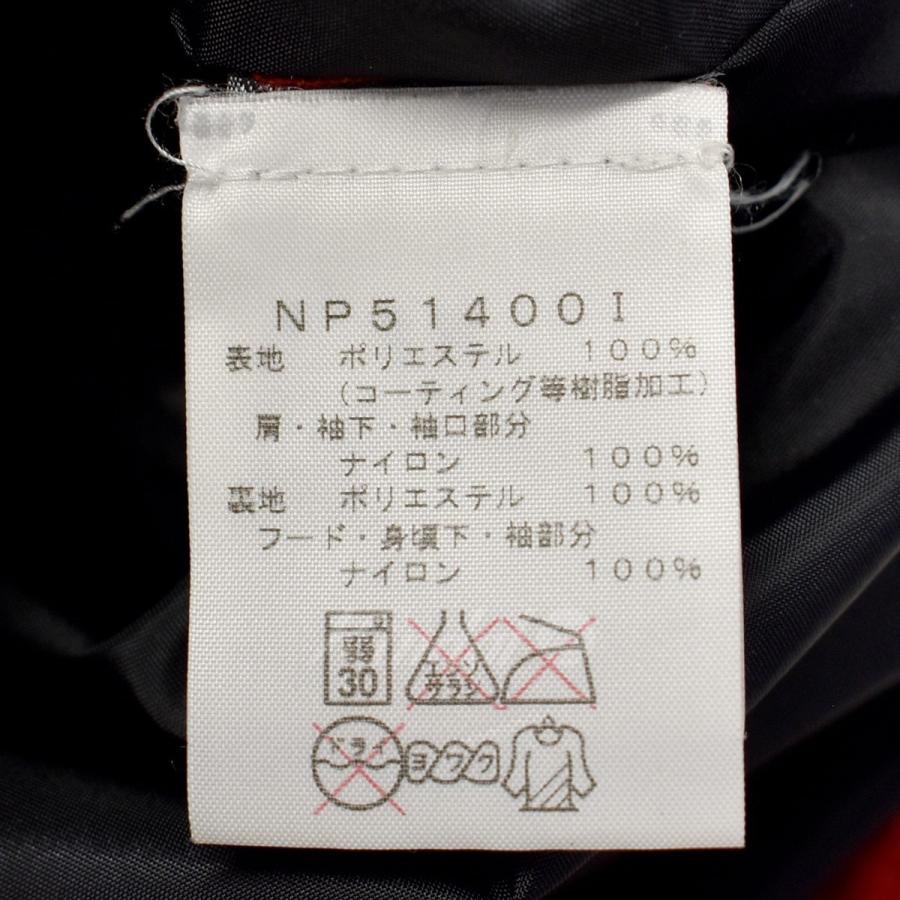 NP51400I
表地 ポリエステル 100%
(コーティング等樹脂加工)
肩・袖下・袖口部分
ナイロン 100%
裏地 ポリエステル 100%
フード・身頃下・袖部分
ナイロン 100%
弱
30
エンソ
サラシ
ドライ
ヨワク